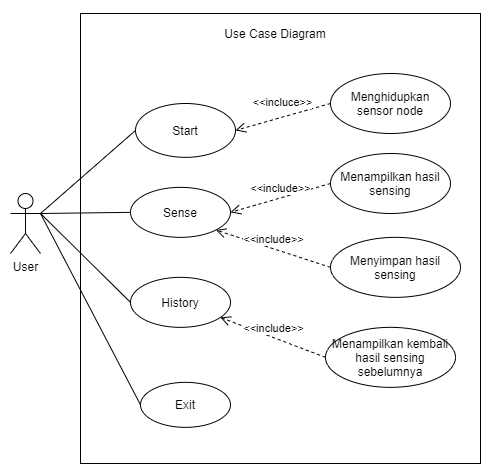 Use Case Diagram
<<incluce>>
Menghidupkan
sensor node
Start
<<include>>
Menampilkan hasil
sensing
Sense
<<include>>
Menyimpan hasil
sensing
User
History
<<include>>
Menampilkan kembali
hasil sensing
sebelumnya
Exit